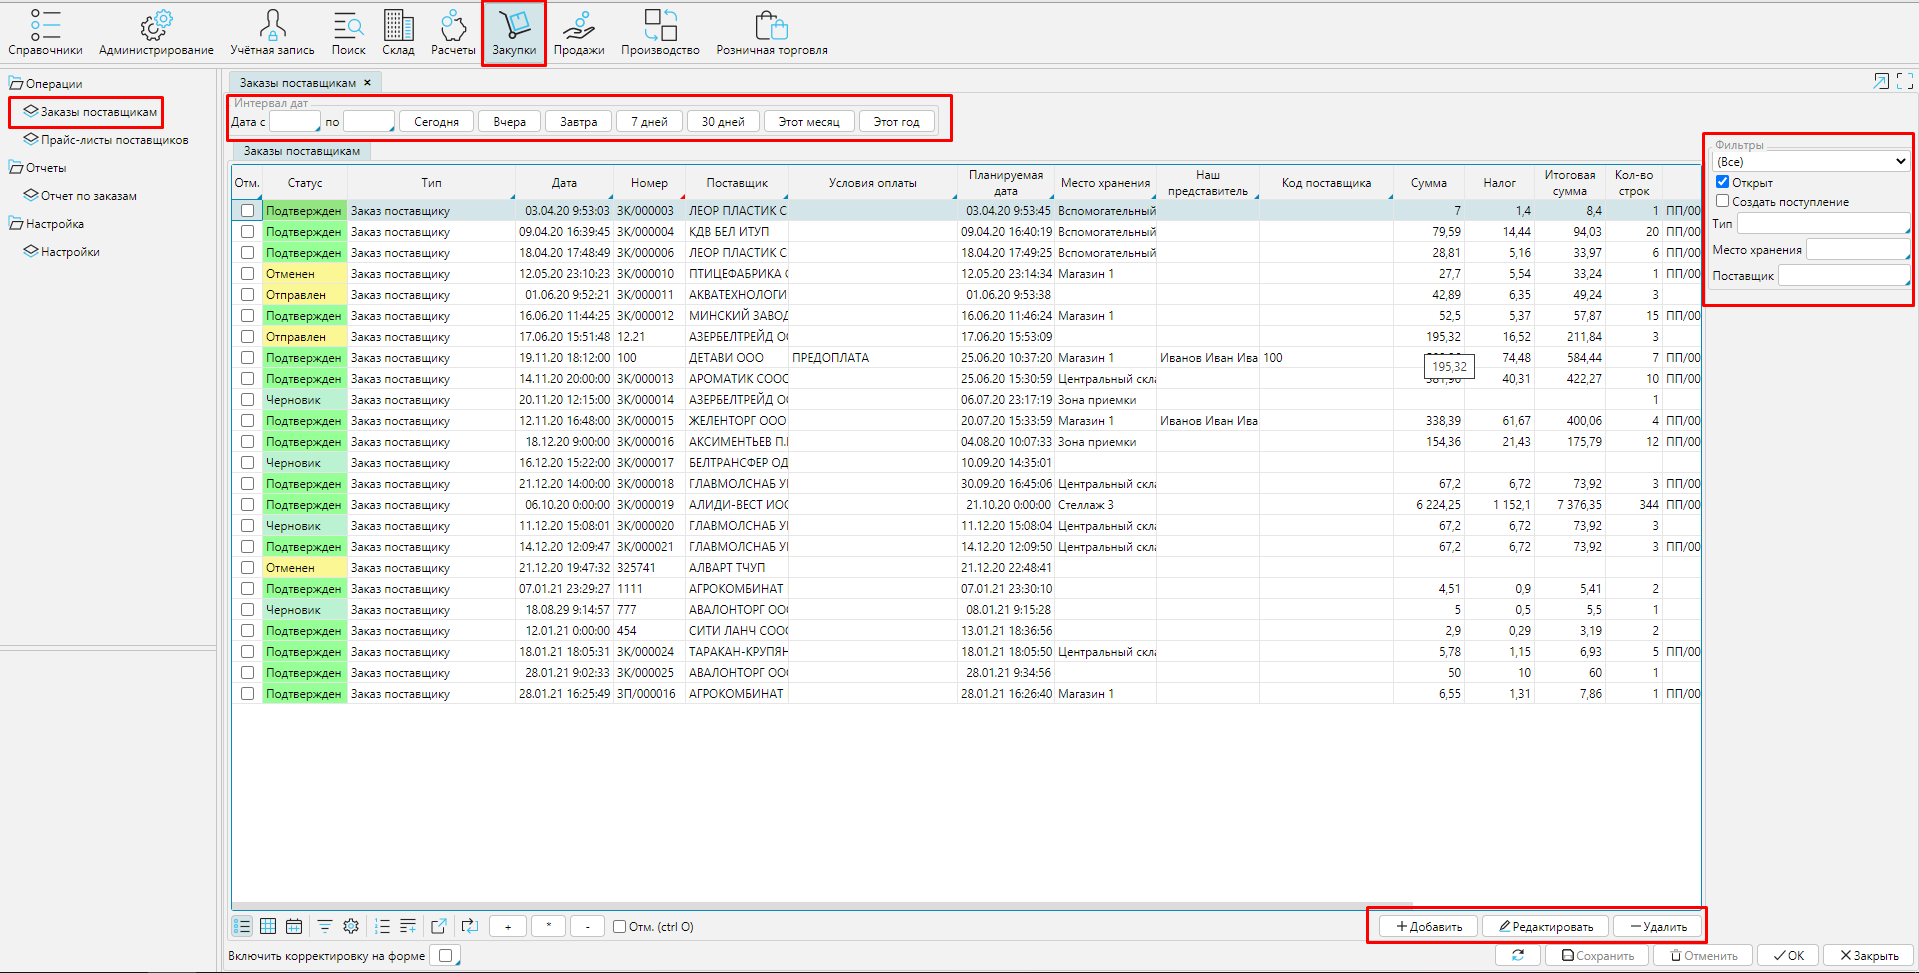 Справочники Администрирование Учётная запись Поиск Склад Расчеты Закупки Продажи Производство Розничная торговля
Операции
Заказы поставщикам
Прайс-листы поставщиков
Отчеты
Отчет по заказам
Настройка
Настройки
Заказы поставщикам ×
Интервал дат
Дата с по Сегодня Вчера Завтра 7 дней 30 дней Этот месяц Этот год
Заказы поставщикам
Отм. Статус Тип Дата Номер Поставщик Условия оплаты Планируемая дата Место хранения Наш представитель Код поставщика Сумма Налог Итоговая сумма Кол-во строк
Подтвержден Заказ поставщику 03.04.20 9:53:03 ЗК/000003 ЛЕОР ПЛАСТИК С 03.04.20 9:53:45 Вспомогательный 7 1,4 8,4 1 ПП/00
Подтвержден Заказ поставщику 09.04.20 16:39:45 ЗК/000004 КДВ БЕЛ ИТУП 09.04.20 16:40:19 Вспомогательный 79,59 14,44 94,03 20 ПП/00
Подтвержден Заказ поставщику 18.04.20 17:48:49 ЗК/000006 ЛЕОР ПЛАСТИК С 18.04.20 17:49:25 Вспомогательный 28,81 5,16 33,97 6 ПП/00
Отменен Заказ поставщику 12.05.20 23:10:23 ЗК/000010 ПТИЦЕФАБРИКА 12.05.20 23:14:34 Магазин 1 27,7 5,54 33,24 1 ПП/00
Отправлен Заказ поставщику 01.06.20 9:52:21 ЗК/000011 АКВАТЕХНОЛОГИ 01.06.20 9:53:38 42,89 6,35 49,24 3
Подтвержден Заказ поставщику 16.06.20 11:44:25 ЗК/000012 МИНСКИЙ ЗАВОД 16.06.20 11:46:24 Магазин 1 52,5 5,37 57,87 15 ПП/00
Отправлен Заказ поставщику 17.06.20 15:51:48 12.21 АЗЕРБЕЛТРЕЙД ОО 17.06.20 15:53:09 195,32 16,52 211,84 3
Подтвержден Заказ поставщику 19.11.20 18:12:00 100 ДЕТАВИ ООО ПРЕДОПЛАТА 25.06.20 10:37:20 Магазин 1 Иванов Иван Ива 100 74,48 584,44 7 ПП/00
195,32
Подтвержден Заказ поставщику 14.11.20 20:00:00 ЗК/000013 АРОМАТИК СООО 25.06.20 15:30:59 Центральный скла 40,31 422,27 10 ПП/00
Черновик Заказ поставщику 20.11.20 12:15:00 ЗК/000014 АЗЕРБЕЛТРЕЙД ОО 06.07.20 23:17:19 Зона приемки 1
Подтвержден Заказ поставщику 12.11.20 16:48:00 ЗК/000015 ЖЕЛЕНТОРГ ООО 20.07.20 15:33:59 Магазин 1 Иванов Иван Ива 338,39 61,67 400,06 4 ПП/00
Подтвержден Заказ поставщику 18.12.20 9:00:00 ЗК/000016 АКСИМЕНТЬЕВ П. 04.08.20 10:07:33 Зона приемки 154,36 21,43 175,79 12 ПП/00
Черновик Заказ поставщику 16.12.20 15:22:00 ЗК/000017 БЕЛТРАНСФЕР ОД 10.09.20 14:35:01
Подтвержден Заказ поставщику 21.12.20 14:00:00 ЗК/000018 ГЛАВМОЛСНАБ УП 30.09.20 16:45:06 Центральный скла 67,2 6,72 73,92 3 ПП/00
Подтвержден Заказ поставщику 06.10.20 0:00:00 ЗК/000019 АЛИДИ-ВЕСТ ИОО 21.10.20 0:00:00 Стеллаж 3 6 224,25 1 152,1 7 376,35 344 ПП/00
Черновик Заказ поставщику 11.12.20 15:08:01 ЗК/000020 ГЛАВМОЛСНАБ УП 11.12.20 15:08:04 Центральный скла 67,2 6,72 73,92 3
Подтвержден Заказ поставщику 14.12.20 12:09:47 ЗК/000021 ГЛАВМОЛСНАБ УП 14.12.20 12:09:50 Центральный скла 67,2 6,72 73,92 3 ПП/00
Отменен Заказ поставщику 21.12.20 19:47:32 325741 АЛВАРТ ТЧУП 21.12.20 22:48:41
Подтвержден Заказ поставщику 07.01.21 23:29:27 1111 АГРОКОМБИНАТ 07.01.21 23:30:10 4,51 0,9 5,41 2
Черновик Заказ поставщику 18.08.29 9:14:57 777 АВАЛОНТОРГ ООО 08.01.21 9:15:28 5 0,5 5,5 1
Подтвержден Заказ поставщику 12.01.21 0:00:00 454 СИТИ ЛАНЧ СООО 13.01.21 18:36:56 2,9 0,29 3,19 2
Подтвержден Заказ поставщику 18.01.21 18:05:31 ЗК/000024 ТАРАКАН-КРУПЯН 18.01.21 18:05:50 Центральный скла 5,78 1,15 6,93 5 ПП/00
Подтвержден Заказ поставщику 28.01.21 9:02:33 ЗК/000025 АВАЛОНТОРГ ООО 28.01.21 9:34:56 50 10 60 1
Подтвержден Заказ поставщику 28.01.21 16:25:49 ЗП/000016 АГРОКОМБИНАТ 28.01.21 16:26:40 Магазин 1 6,55 1,31 7,86 1 ПП/00
Фильтры
(Все)
Открыт
Создать поступление
Тип
Место хранения
Поставщик
+ * - Отм. (ctrl O) Добавить Редактировать Удалить
Включить корректировку на форме Сохранить Отменить OK Закрыть